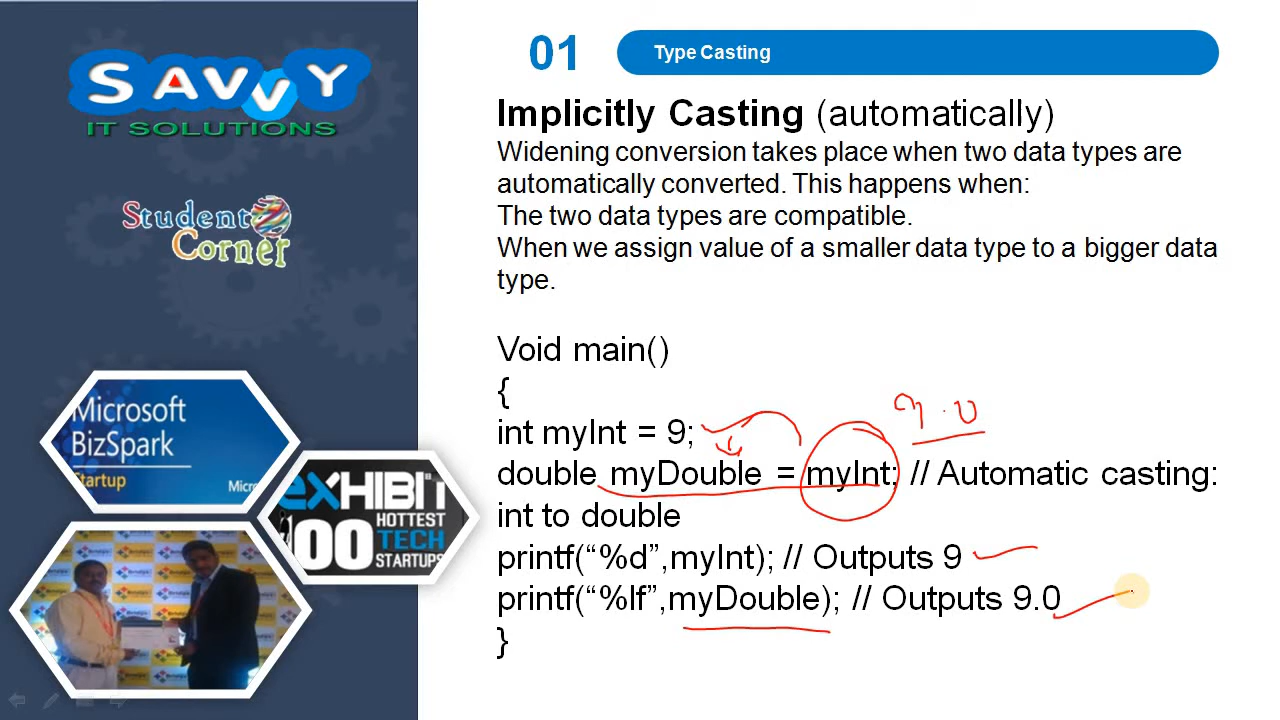 SAVVY
IT SOLUTIONS
Student
Corner
Microsoft
BizSpark
Startup
Micros
EXHIBIT
100 HOTTEST
TECH
STARTUPS
01
Type Casting
Implicitly Casting (automatically)
Widening conversion takes place when two data types are
automatically converted. This happens when:
The two data types are compatible.
When we assign value of a smaller data type to a bigger data
type.
Void main()
{
9.0
int myInt = 9;
double myDouble = myInt; // Automatic casting:
int to double
printf(“%d”,myInt); // Outputs 9
printf(“%lf”,myDouble); // Outputs 9.0
}